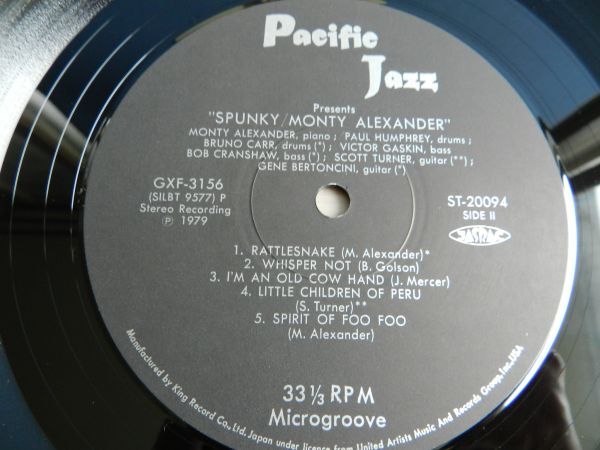 Pacific
Jazz
Presents
"SPUNKY/MONTY ALEXANDER"
MONTY ALEXANDER, piano; PAUL HUMPHREY, drums;
BRUNO CARR, drums (*); VICTOR GASKIN, bass
BOB CRANSHAW, bass (*); SCOTT TURNER, guitar (**);
GENE BERTONCINI, guitar (*)
GXF-3156
(SILBT 9577) P
Stereo Recording
Ⓟ 1979
ST-20094
SIDE II
JASRAC
1. RATTLESNAKE (M. Alexander)*
2. WHISPER NOT (B. Golson)
3. I'M AN OLD COW HAND (J. Mercer)
4. LITTLE CHILDREN OF PERU
(S. Turner)**
5. SPIRIT OF FOO FOO
(M. Alexander)
33 1/3 RPM
Microgroove
Manufactured by King Record Co., Ltd. Japan under licence from United Artists Music And Records Group, Inc., USA